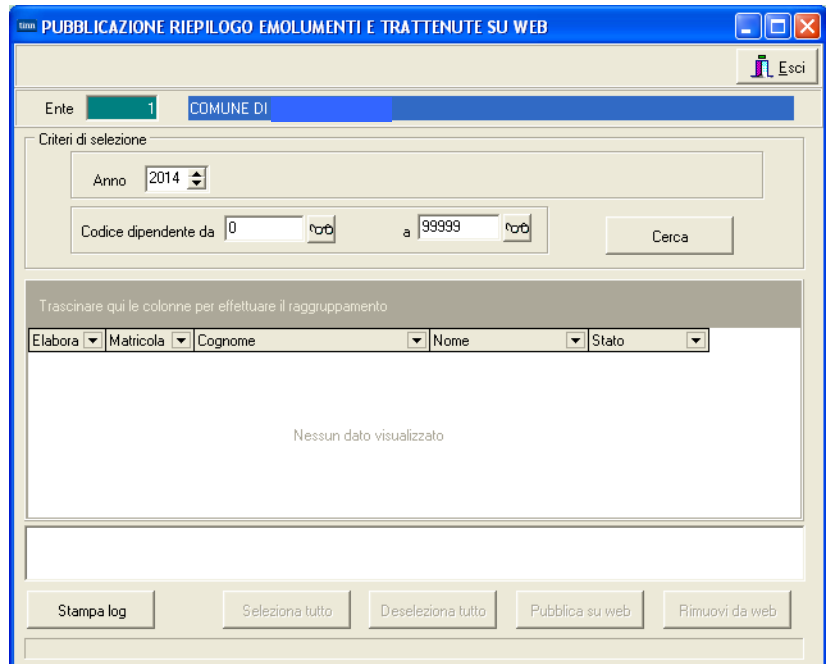 tinn PUBBLICAZIONE RIEPILOGO EMOLUMENTI E TRATTENUTE SU WEB
Esci
Ente 1 COMUNE DI
Criteri di selezione
Anno 2014
Codice dipendente da 0 a 99999 Cerca
Trascinare qui le colonne per effettuare il raggruppamento
Elabora Matricola Cognome Nome Stato
Nessun dato visualizzato
Stampa log Seleziona tutto Deseleziona tutto Pubblica su web Rimuovi da web